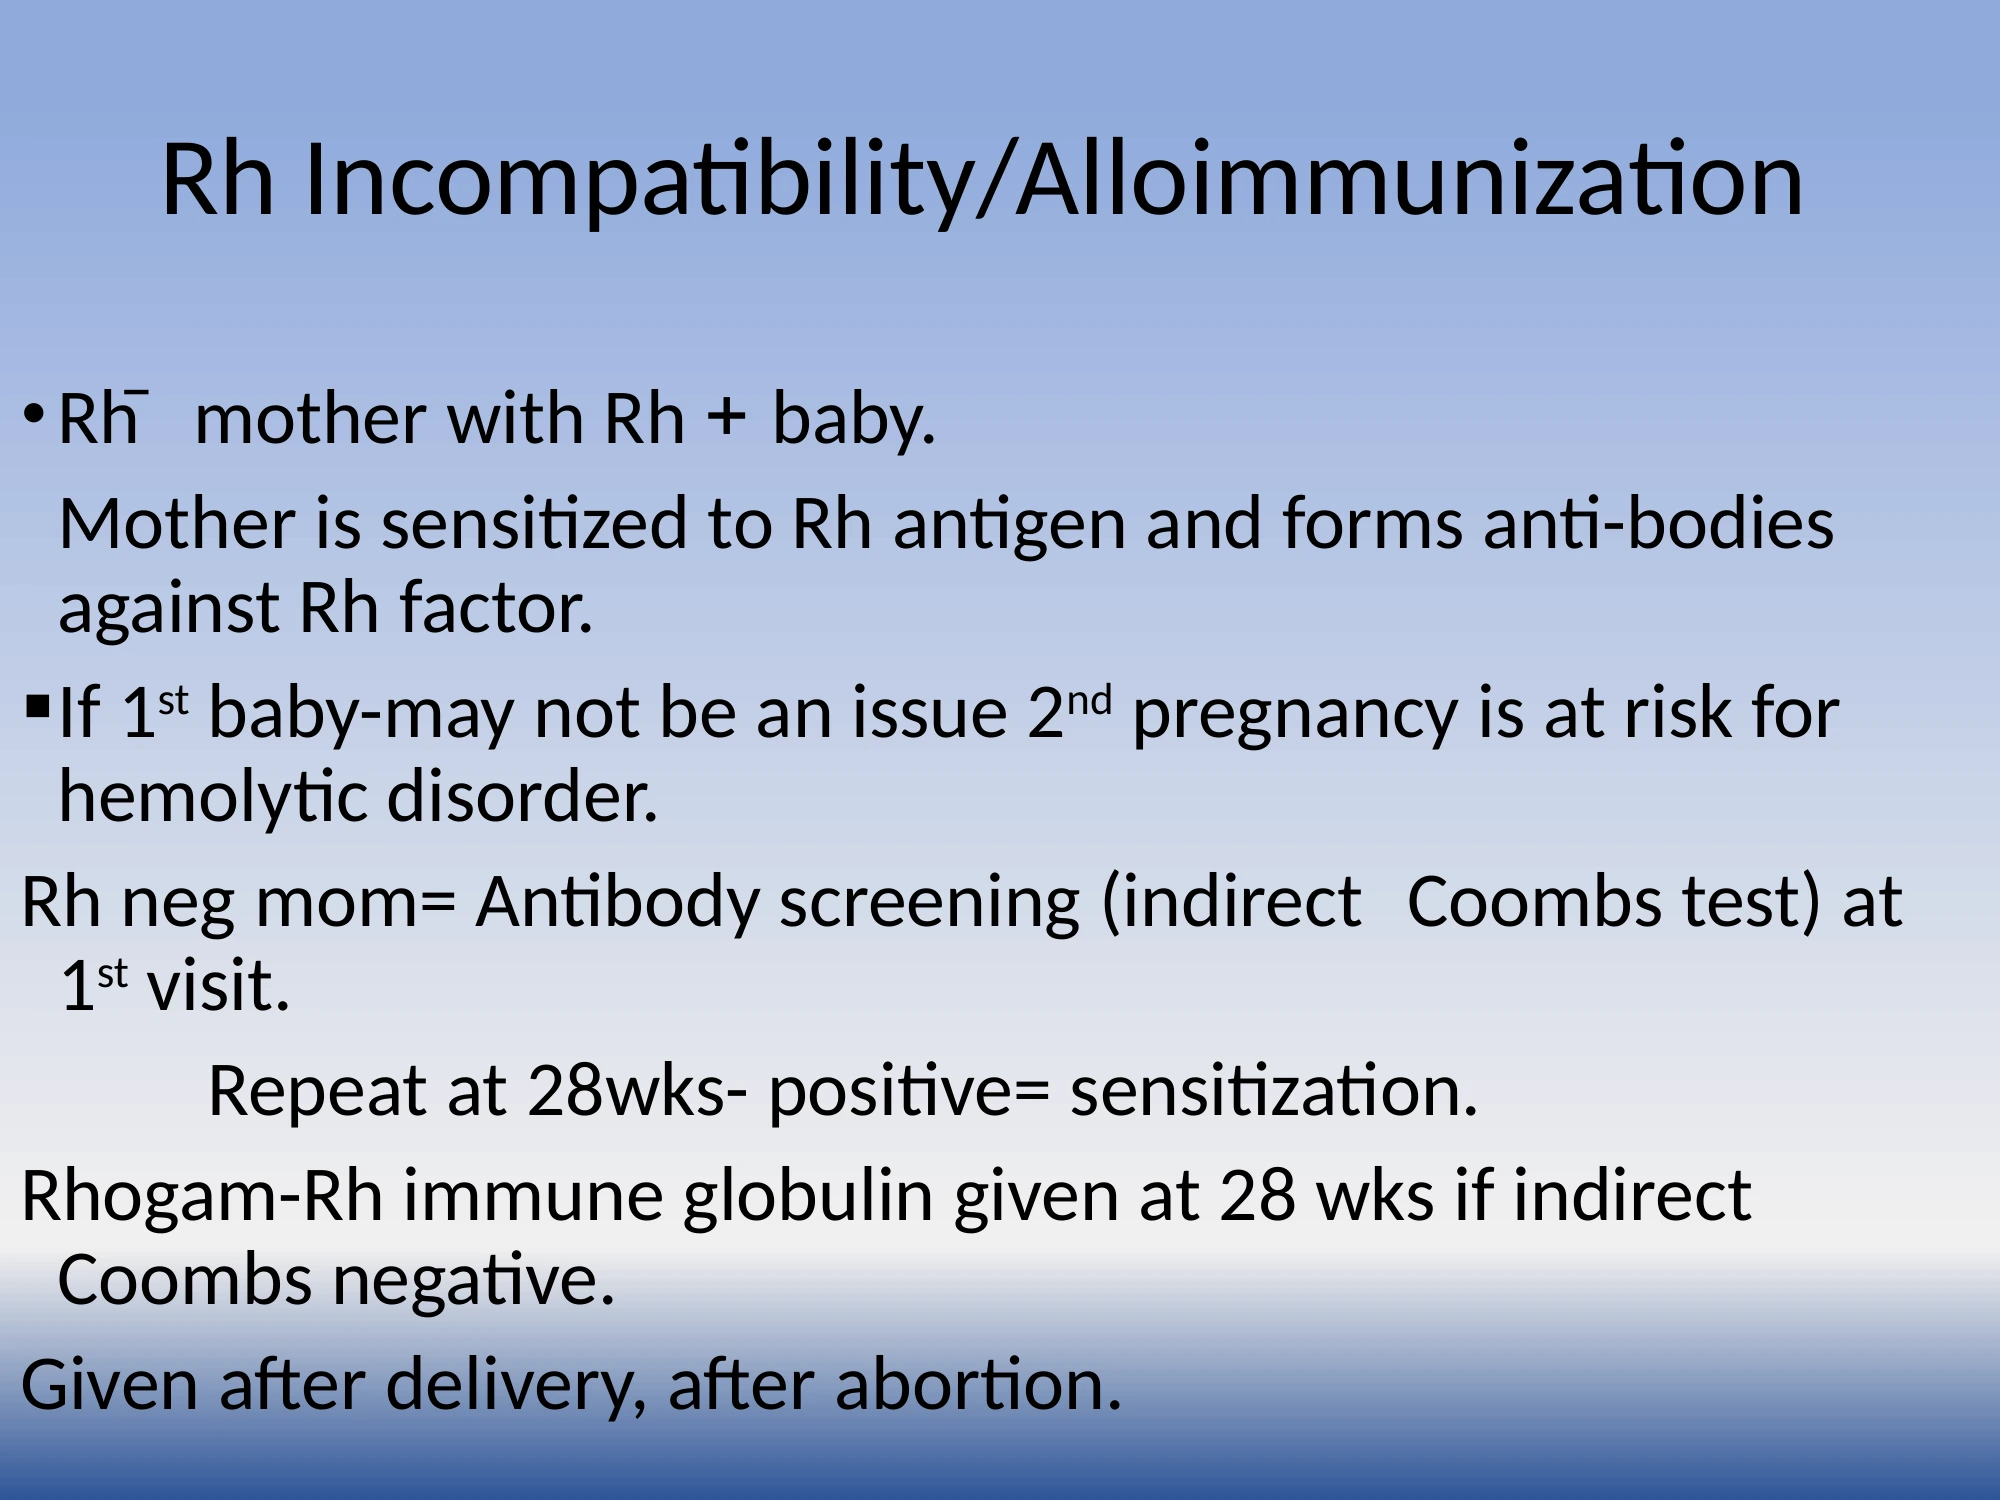 Rh Incompatibility/Alloimmunization
• Rh¯ mother with Rh + baby.
Mother is sensitized to Rh antigen and forms anti-bodies
against Rh factor.
▪ If 1st baby-may not be an issue 2nd pregnancy is at risk for
hemolytic disorder.
Rh neg mom= Antibody screening (indirect Coombs test) at
1st visit.
Repeat at 28wks- positive= sensitization.
Rhogam-Rh immune globulin given at 28 wks if indirect
Coombs negative.
Given after delivery, after abortion.